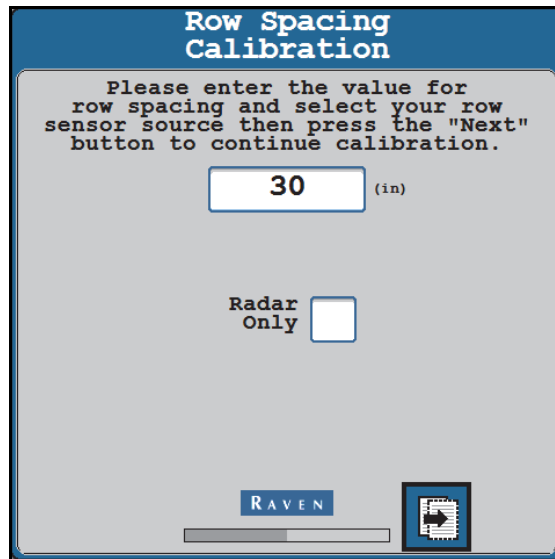 Row Spacing
Calibration
Please enter the value for
row spacing and select your row
sensor source then press the "Next"
button to continue calibration.
30 (in)
Radar
Only
RAVEN